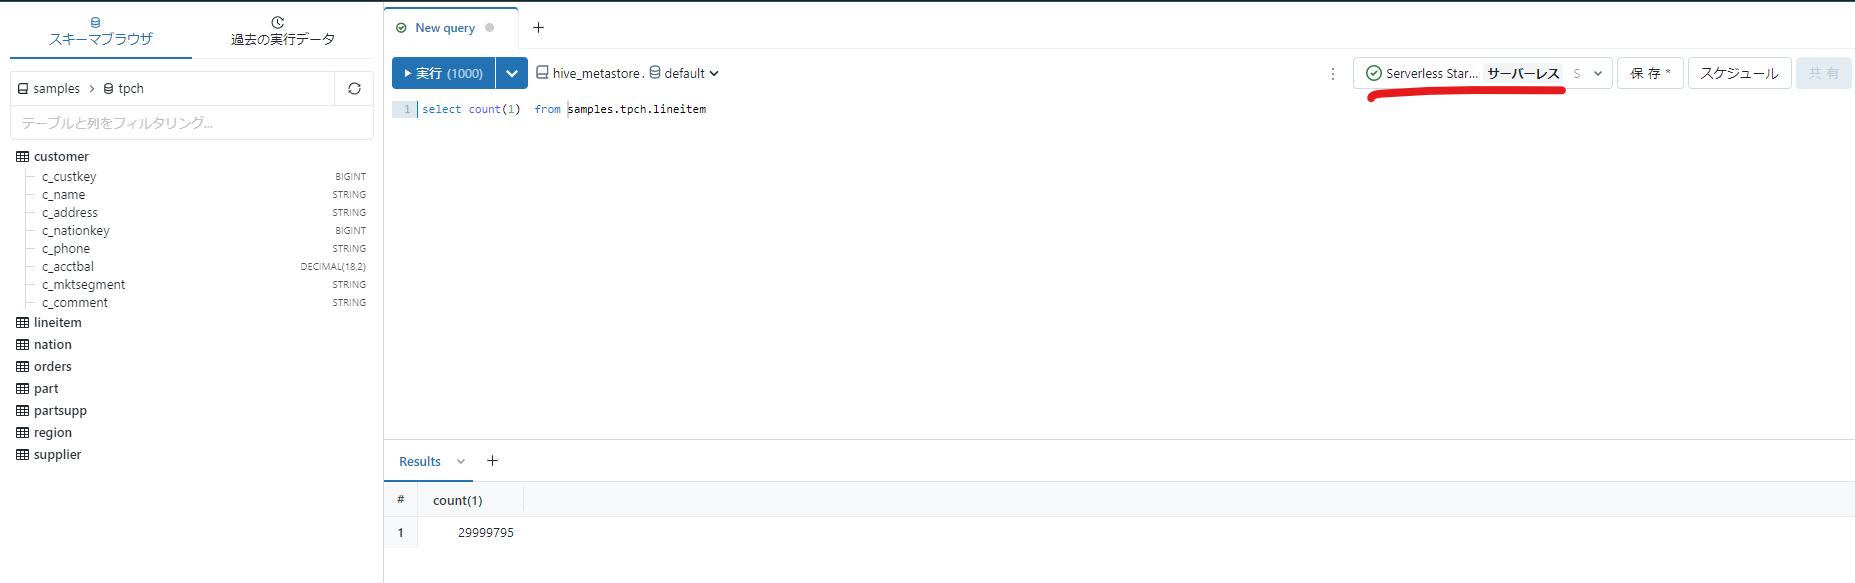 スキーマブラウザ
過去の実行データ
samples > tpch
テーブルと列をフィルタリング...
customer
c_custkey BIGINT
c_name STRING
c_address STRING
c_nationkey BIGINT
c_phone STRING
c_acctbal DECIMAL(18,2)
c_mktsegment STRING
c_comment STRING
lineitem
nation
orders
part
partsupp
region
supplier
New query
実行 (1000) hive_metastore. default
Serverless Star... サーバーレス S 保存* スケジュール 共有
1 select count(1) from samples.tpch.lineitem
Results
# count(1)
1 29999795